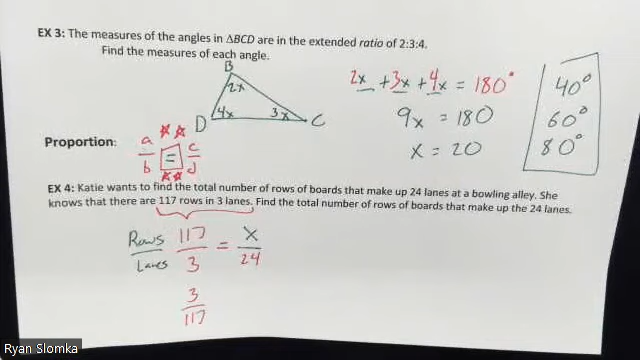 EX 3: The measures of the angles in ΔBCD are in the extended ratio of 2:3:4.
Find the measures of each angle.
B
2x
4x
3x
D
C
2x + 3x + 4x = 180°
9x = 180
x = 20
40°
60°
80°
Proportion:
a/b = c/d
EX 4: Katie wants to find the total number of rows of boards that make up 24 lanes at a bowling alley. She
knows that there are 117 rows in 3 lanes. Find the total number of rows of boards that make up the 24 lanes.
Rows 117 = x
Lanes 3 24
3
117
Ryan Slomka